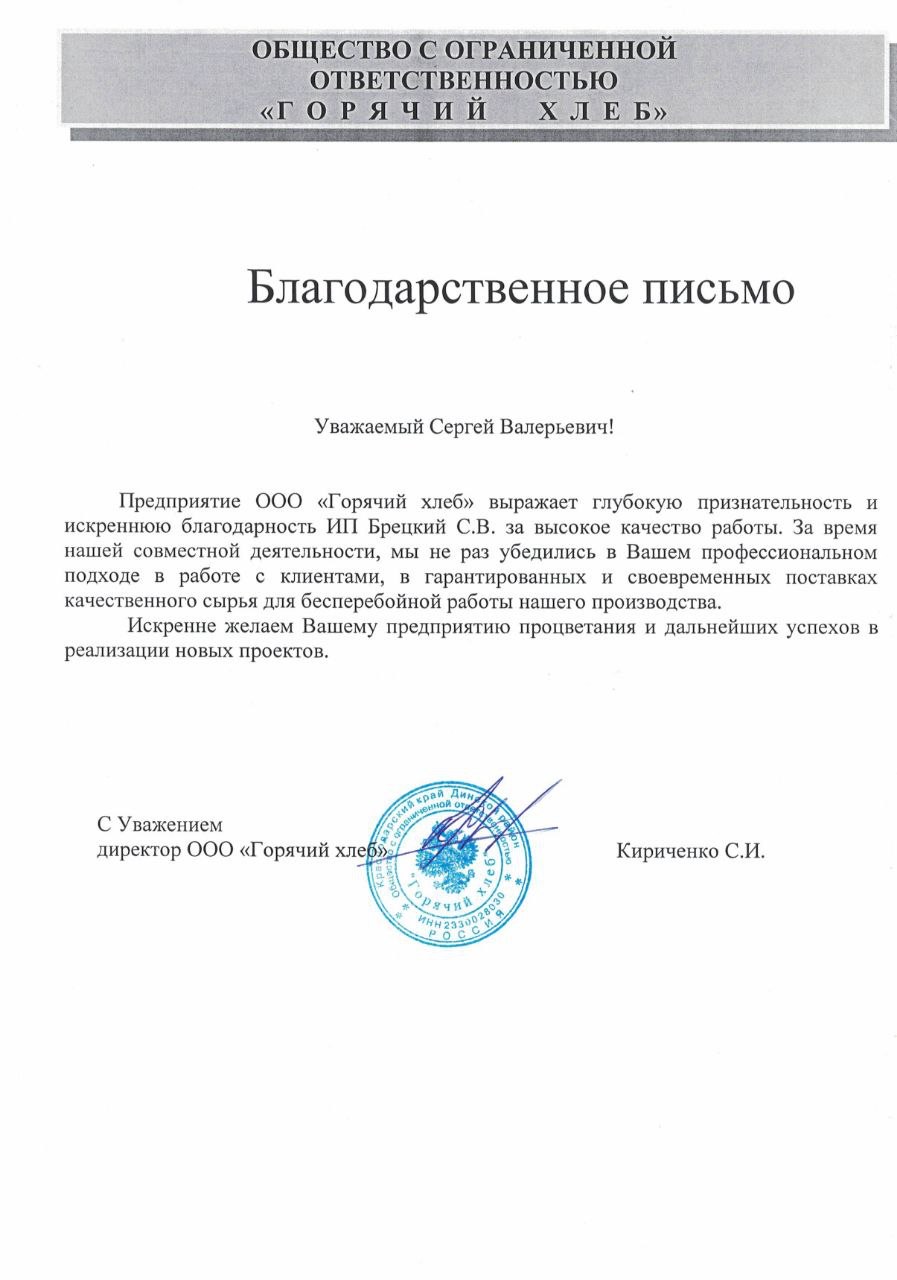 ОБЩЕСТВО С ОГРАНИЧЕННОЙ
ОТВЕТСТВЕННОСТЬЮ
«Г О Р Я Ч И Й Х Л Е Б»
Благодарственное письмо
Уважаемый Сергей Валерьевич!
Предприятие ООО «Горячий хлеб» выражает глубокую признательность и
искреннюю благодарность ИП Брецкий С.В. за высокое качество работы. За время
нашей совместной деятельности, мы не раз убедились в Вашем профессиональном
подходе в работе с клиентами, в гарантированных и своевременных поставках
качественного сырья для бесперебойной работы нашего производства.
Искренне желаем Вашему предприятию процветания и дальнейших успехов в
реализации новых проектов.
С Уважением
директор ООО «Горячий хлеб»
Кириченко С.И.
Краснодарский край Динской район
Общество с ограниченной ответственностью
"Горячий хлеб"
* ИНН 2330028030 *
* РОССИЯ *